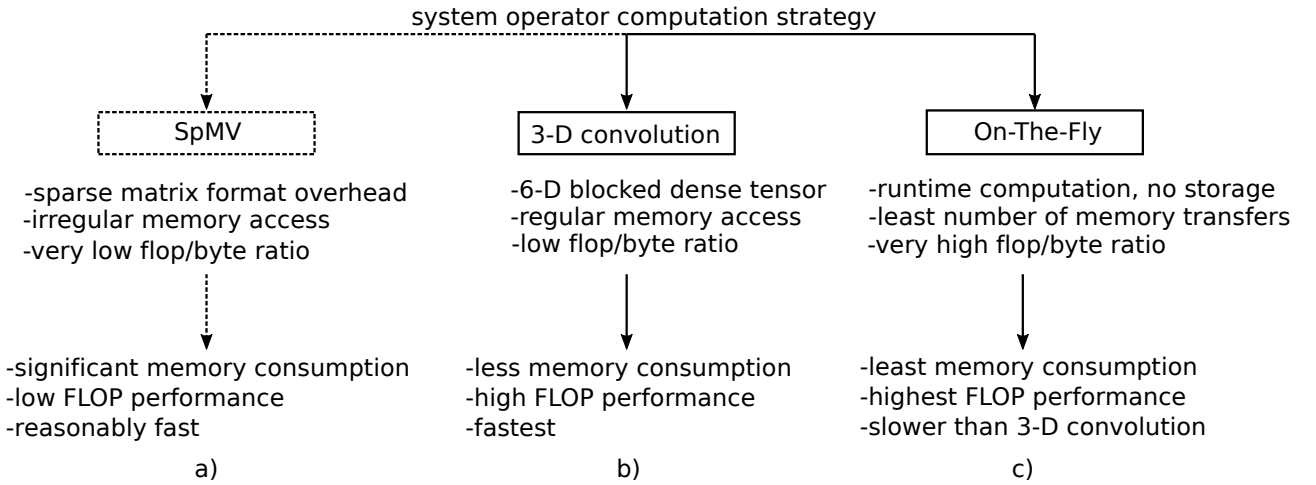 system operator computation strategy
SpMV
-sparse matrix format overhead
-irregular memory access
-very low flop/byte ratio
-significant memory consumption
-low FLOP performance
-reasonably fast
a)
3-D convolution
-6-D blocked dense tensor
-regular memory access
-low flop/byte ratio
-less memory consumption
-high FLOP performance
-fastest
b)
On-The-Fly
-runtime computation, no storage
-least number of memory transfers
-very high flop/byte ratio
-least memory consumption
-highest FLOP performance
-slower than 3-D convolution
c)